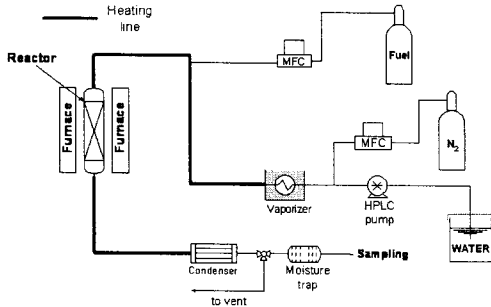 Heating
line
Reactor
Furnace
Furnace
MFC
Fuel
MFC
N2
Vaporizer
HPLC
pump
WATER
Condenser
Moisture
trap
Sampling
to vent